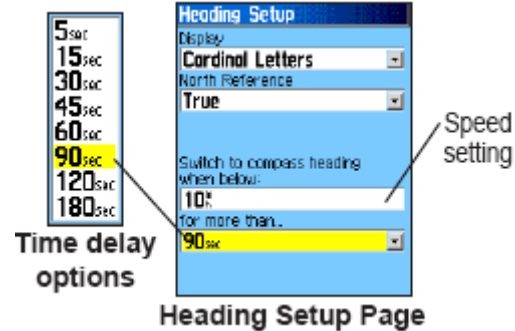 5sec
15sec
30sec
45sec
60sec
90sec
120sec
180sec
Time delay
options
Heading Setup
Display
Cardinal Letters
North Reference
True
Switch to compass heading
when below:
10
for more than..
90sec
Speed
setting
Heading Setup Page